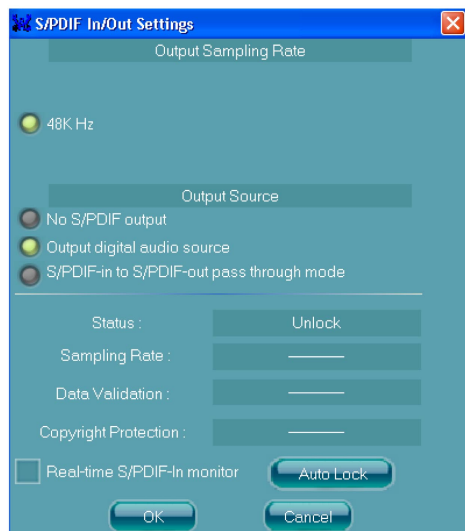 S/PDIF In/Out Settings
Output Sampling Rate
48K Hz
Output Source
No S/PDIF output
Output digital audio source
S/PDIF-in to S/PDIF-out pass through mode
Status : Unlock
Sampling Rate :
Data Validation :
Copyright Protection :
Real-time S/PDIF-In monitor Auto Lock
OK Cancel